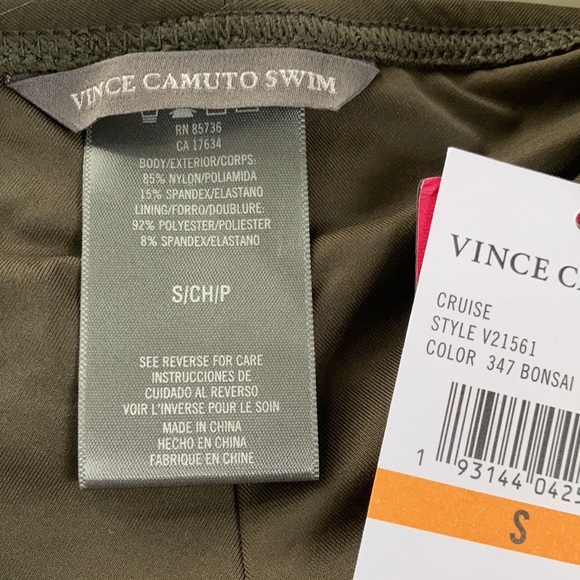 VINCE CAMUTO SWIM
RN 85736
CA 17634
BODY/EXTERIOR/CORPS:
85% NYLON/POLIAMIDA
15% SPANDEX/ELASTANO
LINING/FORRO/DOUBLURE:
92% POLYESTER/POLIESTER
8% SPANDEX/ELASTANO
S/CH/P
SEE REVERSE FOR CARE
INSTRUCCIONES DE
CUIDADO AL REVERSO
VOIR L'INVERSE POUR LE SOIN
MADE IN CHINA
HECHO EN CHINA
FABRIQUE EN CHINE
VINCE
CRUISE
STYLE V21561
COLOR 347 BONSAI
1 93144 042
S